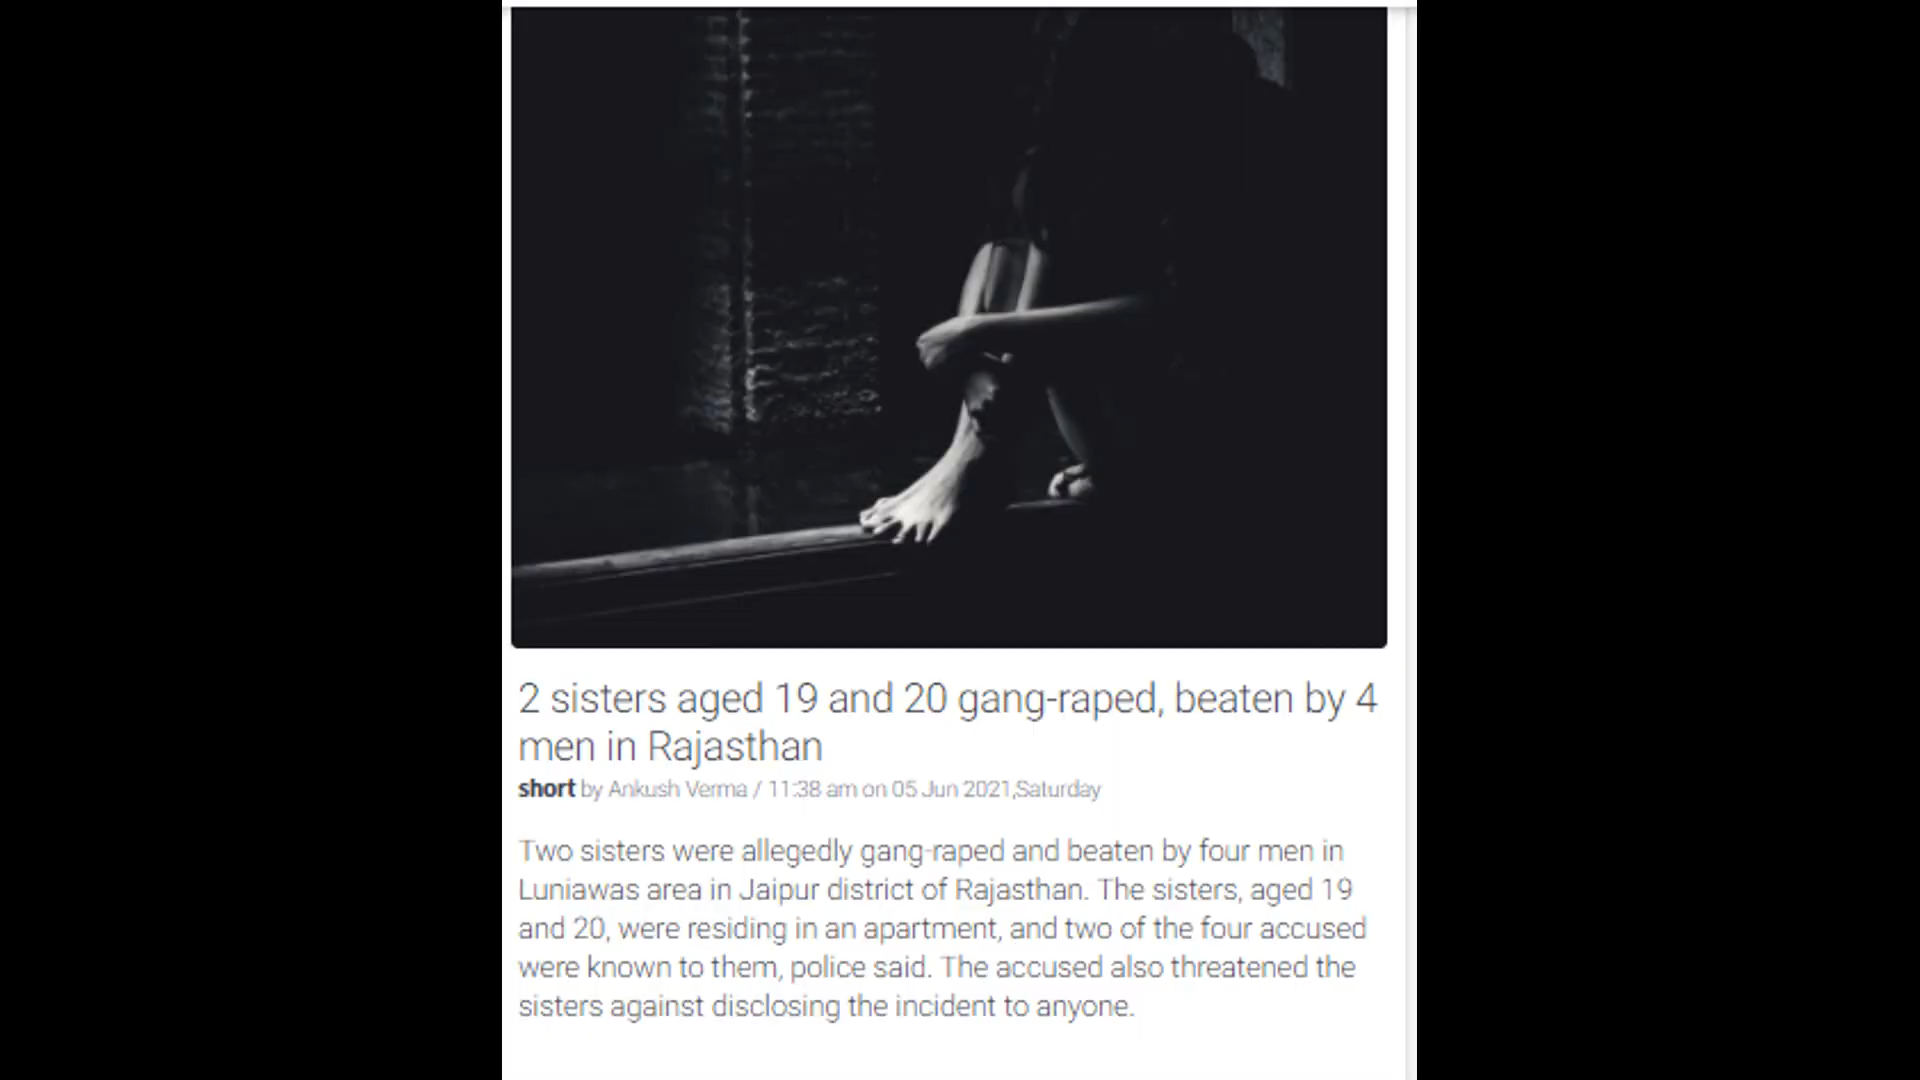 2 sisters aged 19 and 20 gang-raped, beaten by 4
men in Rajasthan
short by Ankush Verma / 11:38 am on 05 Jun 2021,Saturday
Two sisters were allegedly gang-raped and beaten by four men in
Luniawas area in Jaipur district of Rajasthan. The sisters, aged 19
and 20, were residing in an apartment, and two of the four accused
were known to them, police said. The accused also threatened the
sisters against disclosing the incident to anyone.